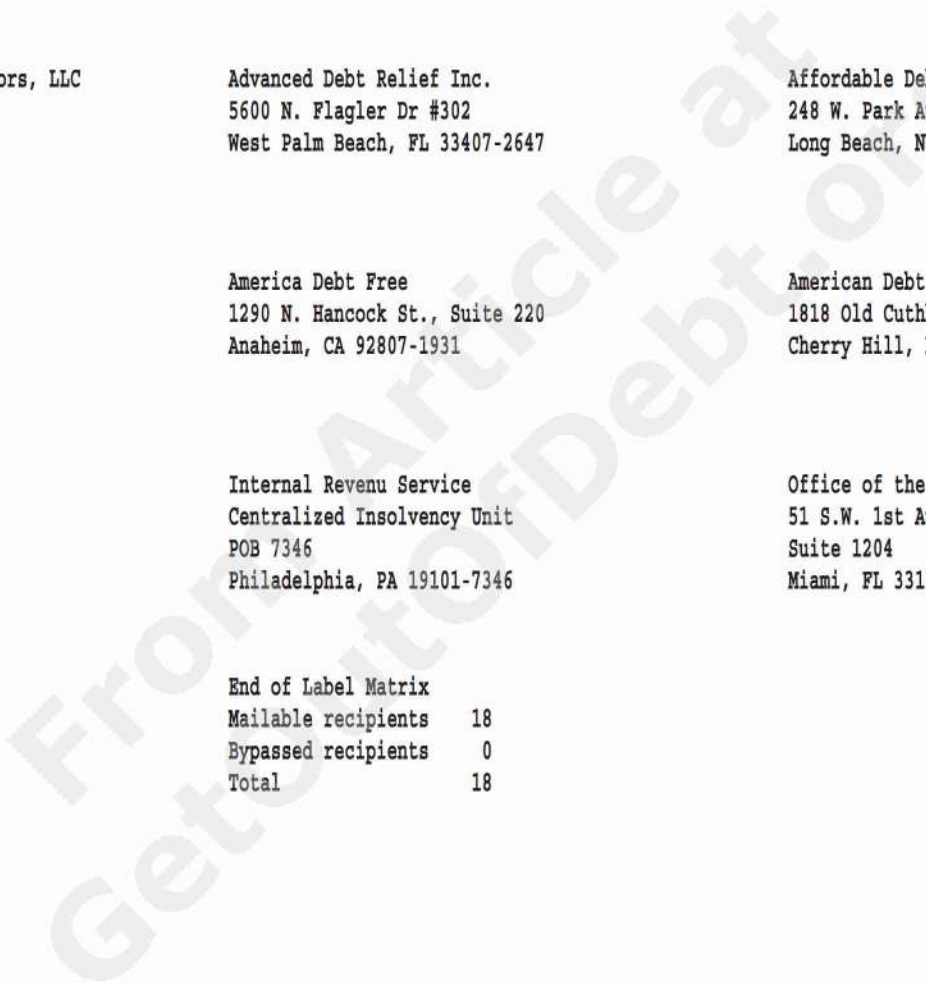 ors, LLC
Advanced Debt Relief Inc.
5600 N. Flagler Dr #302
West Palm Beach, FL 33407-2647
Affordable
248 W. Park
Long Beach,
America Debt Free
1290 N. Hancock St., Suite 220
Anaheim, CA 92807-1931
American Debt
1818 Old
Cherry Hill,
Internal Revenu Service
Centralized Insolvency Unit
POB 7346
Philadelphia, PA 19101-7346
Office of the
51 S.W. 1st
Suite 1204
Miami, FL 331
End of Label Matrix
Mailable recipients 18
Bypassed recipients 0
Total 18
From Article at
GetOutOfDebt.or